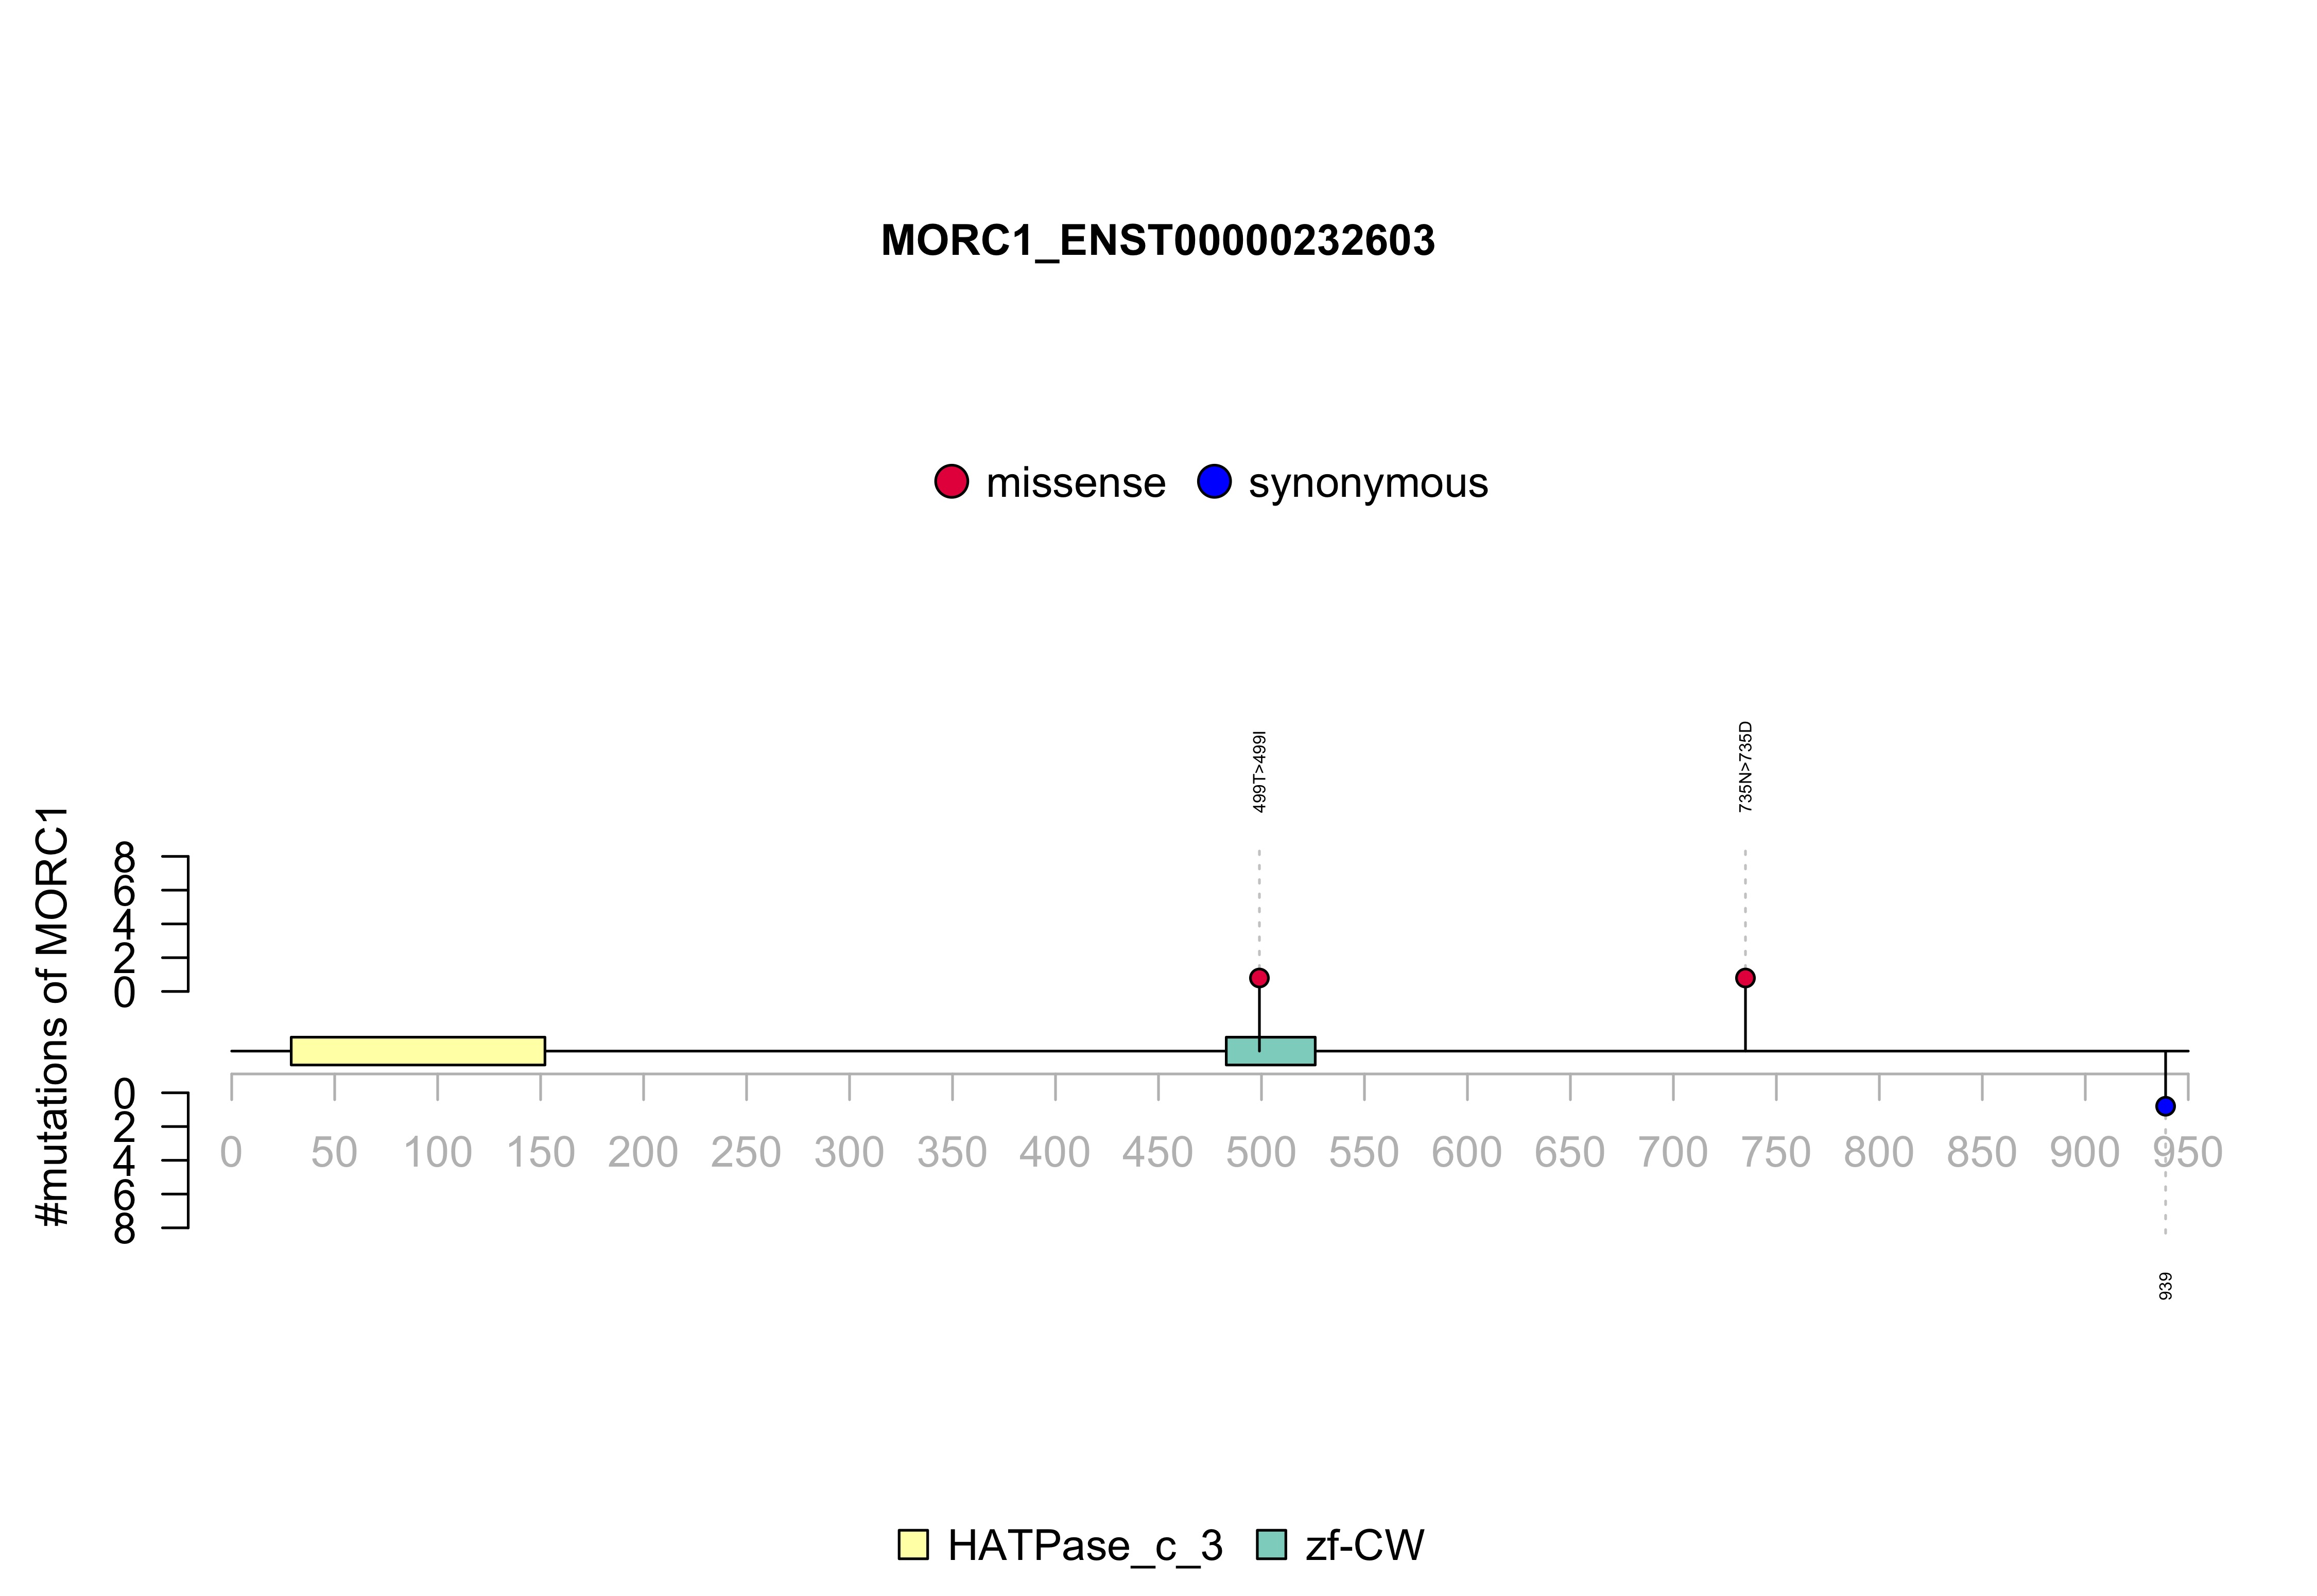 MORC1_ENST00000232603
missense synonymous
499T>499I
735N>735D
#mutations of MORC1
8
6
4
2
0
0
2
4
6
8
0 50 100 150 200 250 300 350 400 450 500 550 600 650 700 750 800 850 900 950
939
HATPase_c_3 zf-CW